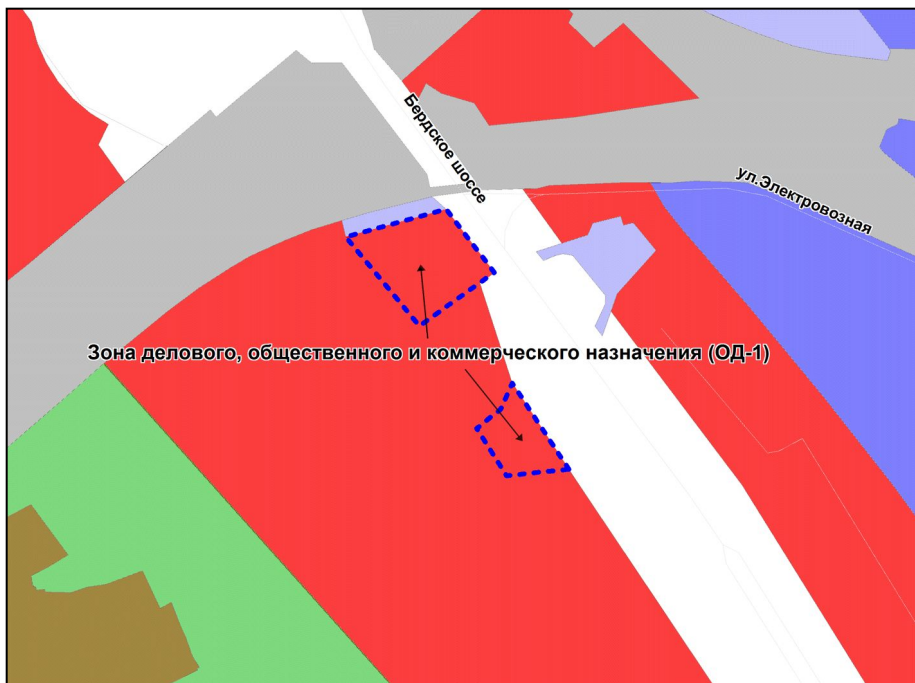 Бердское шоссе
ул.Электровозная
Зона делового, общественного и коммерческого назначения (ОД-1)